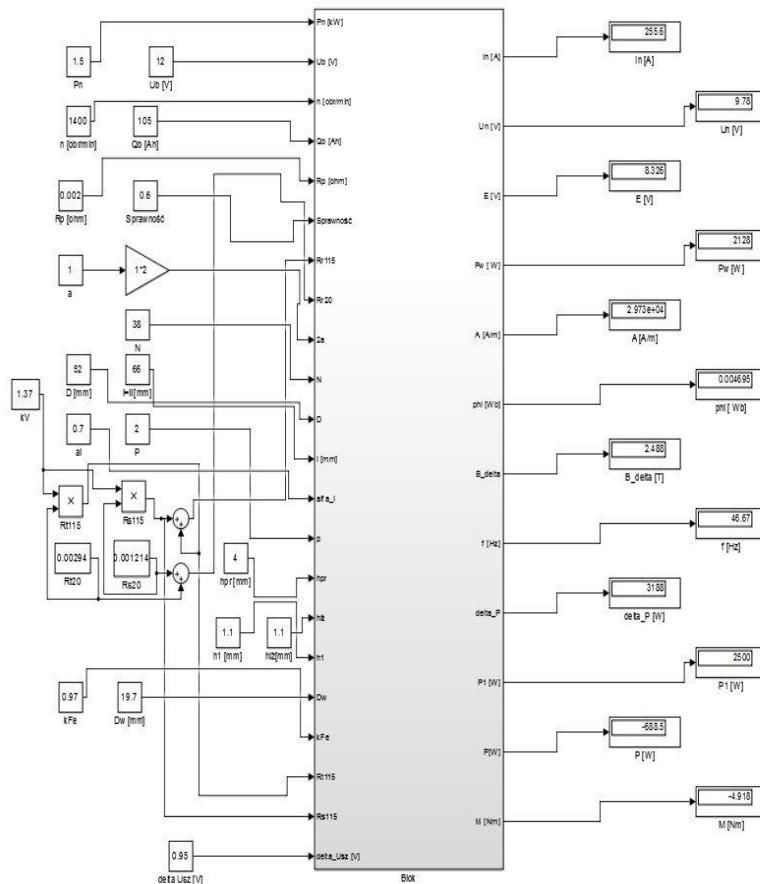 Pn [kW]
1.5
Pn
12
Ub [V]
Ub [V]
n [obr/min]
1400
n [obr/min]
105
Qb [Ah]
Qb [Ah]
Rp [ohm]
0.002
Rp [ohm]
0.6
Sprawność
Sprawność
Rr115
1
a
1*2
Rr20
2a
38
N
N
52
D [mm]
66
D
1.37
kV
l [mm]
0.7
ai
2
P
alfa_i
×
Rt115
×
Rs115
p
0.00294
Rt20
0.001214
Rs20
4
hpr [mm]
hpr
1.1
h1 [mm]
1.1
hlz[mm]
hlz
h1
0.97
kFe
19.7
Dw [mm]
Dw
kFe
Rt115
Rs115
0.95
delta Usz [V]
delta_Usz [V]
Blok
In [A]
255.6
In [A]
Un [V]
9.78
Un [V]
E [V]
8.326
E [V]
Pw [W]
2128
Pw [W]
A [A/m]
2.973e+04
A [A/m]
phi [Wb]
0.004695
phi [Wb]
B_delta
2.488
B_delta [T]
f [Hz]
46.67
f [Hz]
delta_P
3188
delta_P [W]
P1 [W]
2500
P1 [W]
P[W]
-688.5
P [W]
M [Nm]
-4.918
M [Nm]